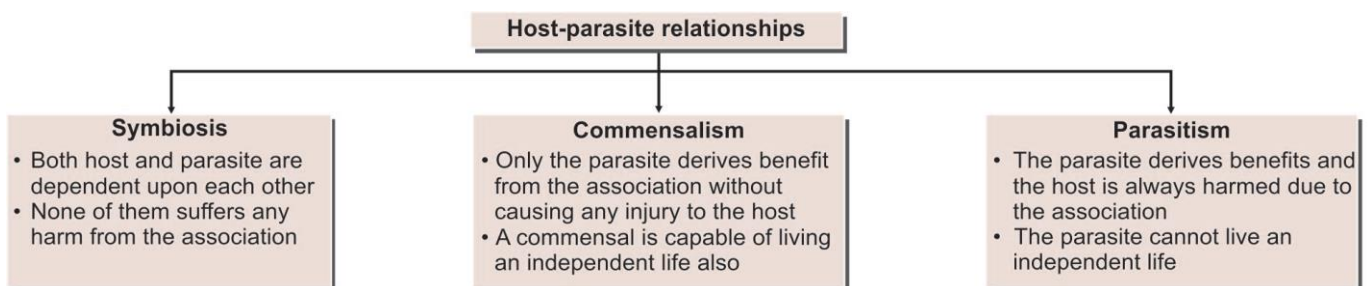 Host-parasite relationships
Symbiosis
• Both host and parasite are
dependent upon each other
• None of them suffers any
harm from the association
Commensalism
• Only the parasite derives benefit
from the association without
causing any injury to the host
• A commensal is capable of living
an independent life also
Parasitism
• The parasite derives benefits and
the host is always harmed due to
the association
• The parasite cannot live an
independent life